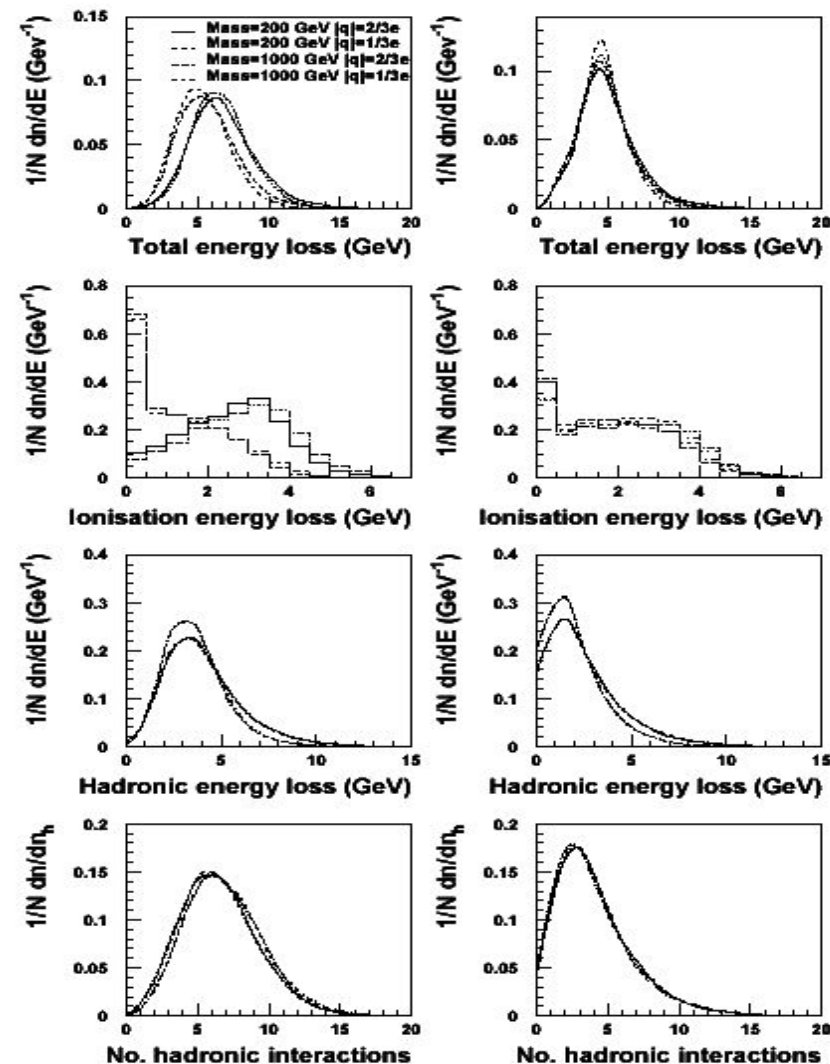 1/N dn/dE (Gev⁻¹)
0.15
0.1
0.05
0
Mass=200 GeV |q|=2/3e
Mass=200 GeV |q|=1/3e
Mass=1000 GeV |q|=2/3e
Mass=1000 GeV |q|=1/3e
0 5 10 15 20
Total energy loss (GeV)
1/N dn/dE (GeV⁻¹)
0.1
0.05
0
0 5 10 15 20
Total energy loss (GeV)
1/N dn/dE (GeV⁻¹)
0.8
0.6
0.4
0.2
0
0 2 4 6
Ionisation energy loss (GeV)
1/N dn/dE (GeV⁻¹)
0.8
0.6
0.4
0.2
0
0 2 4 6
Ionisation energy loss (GeV)
1/N dn/dE (GeV⁻¹)
0.4
0.3
0.2
0.1
0
0 5 10 15
Hadronic energy loss (GeV)
1/N dn/dE (GeV⁻¹)
0.4
0.3
0.2
0.1
0
0 5 10 15
Hadronic energy loss (GeV)
1/N dn/dnₕ
0.2
0.15
0.1
0.05
0
0 5 10 15 20
No. hadronic interactions
1/N dn/dnₕ
0.2
0.15
0.1
0.05
0
0 5 10 15 20
No. hadronic interactions